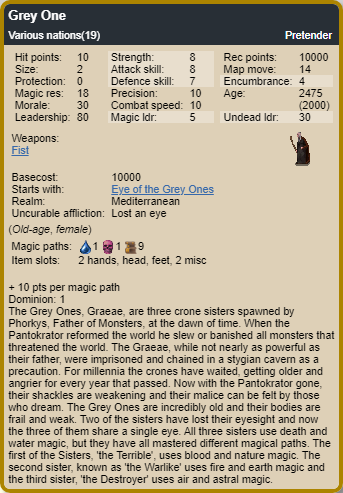 Grey One
Various nations(19) Pretender
Hit points: 10 Strength: 8 Rec points: 10000
Size: 2 Attack skill: 8 Map move: 14
Protection: 0 Defence skill: 7 Encumbrance: 4
Magic res: 18 Precision: 10 Age: 2475
Morale: 30 Combat speed: 10 (2000)
Leadership: 80 Magic ldr: 5 Undead ldr: 30
Weapons:
Fist
Basecost: 10000
Starts with: Eye of the Grey Ones
Realm: Mediterranean
Uncurable affliction: Lost an eye
(Old-age, female)
Magic paths: 1 1 9
Item slots: 2 hands, head, feet, 2 misc
+ 10 pts per magic path
Dominion: 1
The Grey Ones, Graeae, are three crone sisters spawned by
Phorkys, Father of Monsters, at the dawn of time. When the
Pantokrator reformed the world he slew or banished all monsters that
threatened the world. The Graeae, while not nearly as powerful as
their father, were imprisoned and chained in a stygian cavern as a
precaution. For millennia the crones have waited, getting older and
angrier for every year that passed. Now with the Pantokrator gone,
their shackles are weakening and their malice can be felt by those
who dream. The Grey Ones are incredibly old and their bodies are
frail and weak. Two of the sisters have lost their eyesight and now
the three of them share a single eye. All three sisters use death and
water magic, but they have all mastered different magical paths. The
first of the Sisters, 'the Terrible', uses blood and nature magic. The
second sister, known as 'the Warlike' uses fire and earth magic and
the third sister, 'the Destroyer' uses air and astral magic.